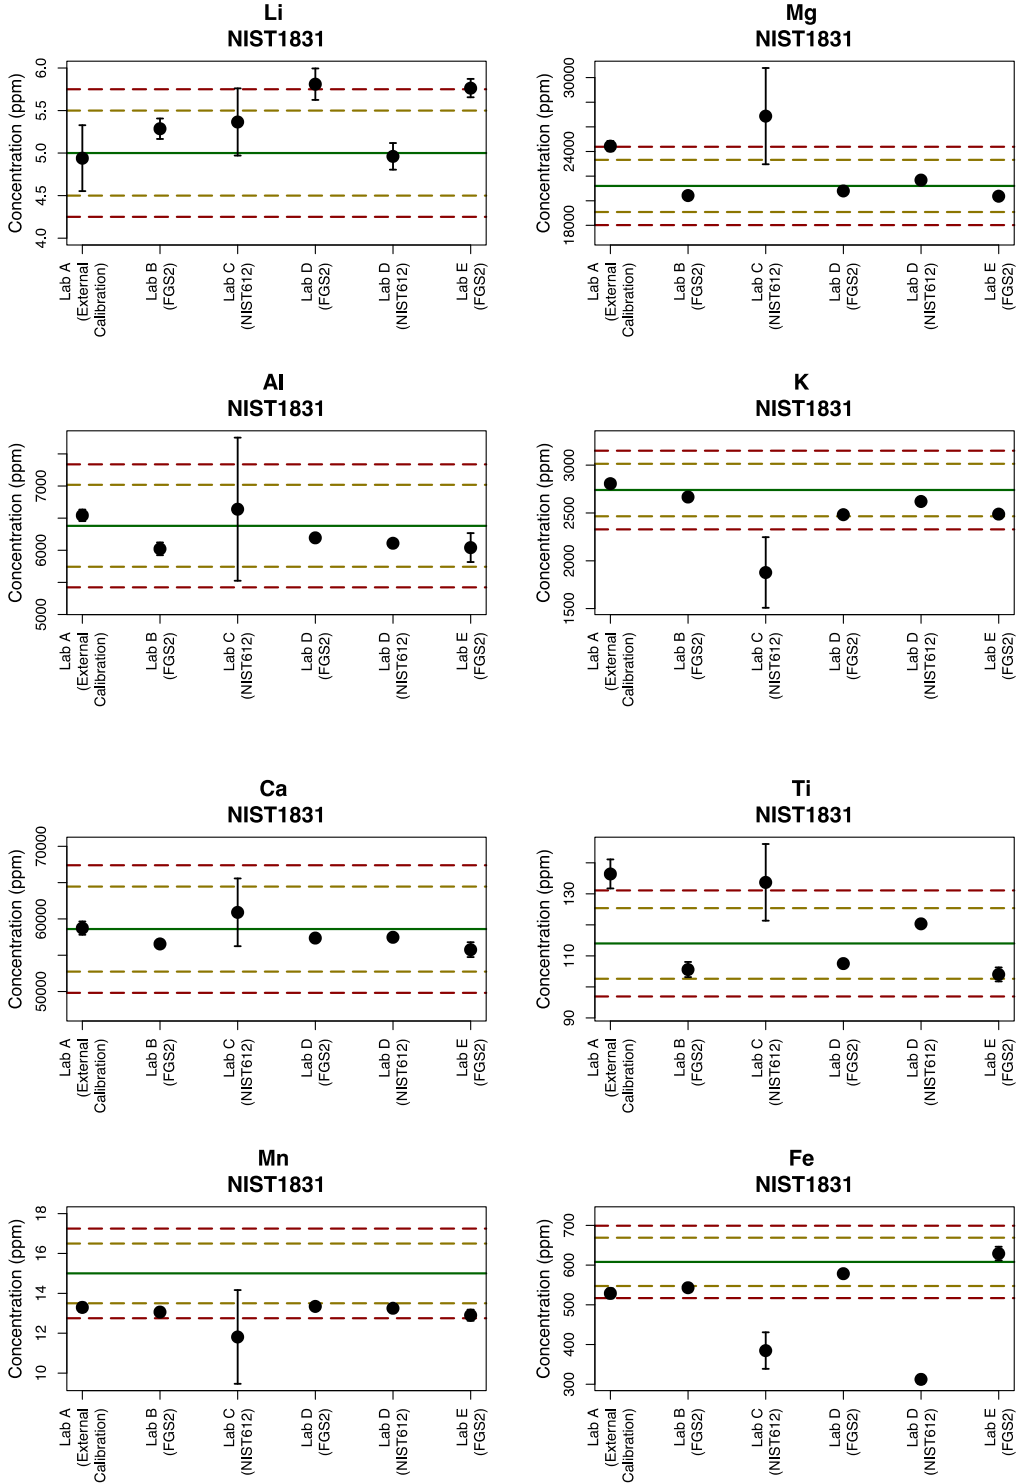 Li
NIST1831
Concentration (ppm)
6.0
5.5
5.0
4.5
4.0
Lab A
(External
Calibration)
Lab B
(FGS2)
Lab C
(NIST612)
Lab D
(FGS2)
Lab D
(NIST612)
Lab E
(FGS2)
Mg
NIST1831
Concentration (ppm)
30000
24000
18000
Lab A
(External
Calibration)
Lab B
(FGS2)
Lab C
(NIST612)
Lab D
(FGS2)
Lab D
(NIST612)
Lab E
(FGS2)
Al
NIST1831
Concentration (ppm)
7000
6000
5000
Lab A
(External
Calibration)
Lab B
(FGS2)
Lab C
(NIST612)
Lab D
(FGS2)
Lab D
(NIST612)
Lab E
(FGS2)
K
NIST1831
Concentration (ppm)
3000
2500
2000
1500
Lab A
(External
Calibration)
Lab B
(FGS2)
Lab C
(NIST612)
Lab D
(FGS2)
Lab D
(NIST612)
Lab E
(FGS2)
Ca
NIST1831
Concentration (ppm)
70000
60000
50000
Lab A
(External
Calibration)
Lab B
(FGS2)
Lab C
(NIST612)
Lab D
(FGS2)
Lab D
(NIST612)
Lab E
(FGS2)
Ti
NIST1831
Concentration (ppm)
130
110
90
Lab A
(External
Calibration)
Lab B
(FGS2)
Lab C
(NIST612)
Lab D
(FGS2)
Lab D
(NIST612)
Lab E
(FGS2)
Mn
NIST1831
Concentration (ppm)
18
16
14
12
10
Lab A
(External
Calibration)
Lab B
(FGS2)
Lab C
(NIST612)
Lab D
(FGS2)
Lab D
(NIST612)
Lab E
(FGS2)
Fe
NIST1831
Concentration (ppm)
700
600
500
400
300
Lab A
(External
Calibration)
Lab B
(FGS2)
Lab C
(NIST612)
Lab D
(FGS2)
Lab D
(NIST612)
Lab E
(FGS2)